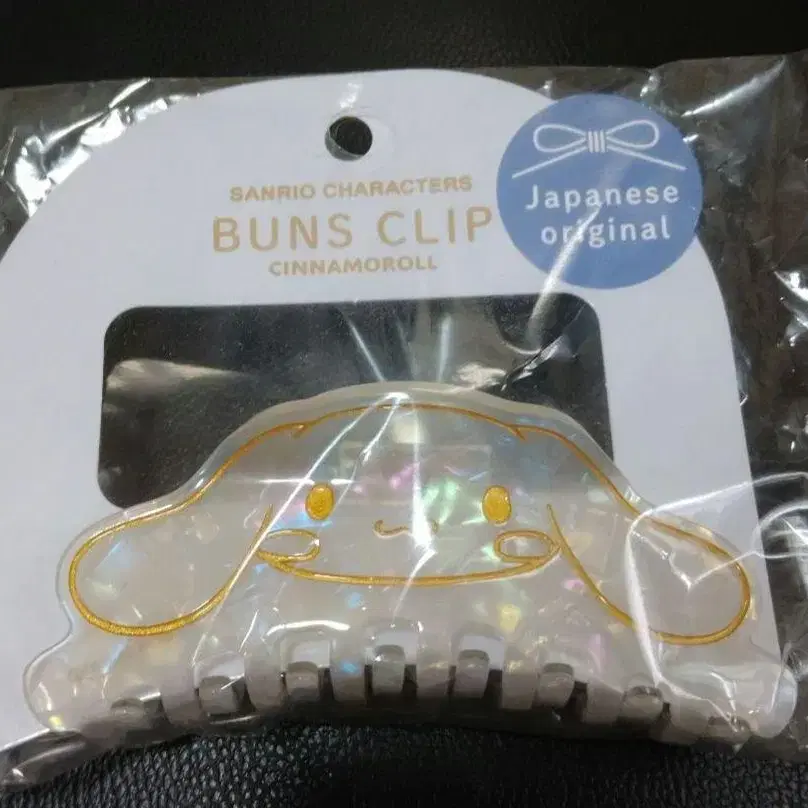 SANRIO CHARACTERS
BUNS CLIP
CINNAMOROLL
Japanese
original